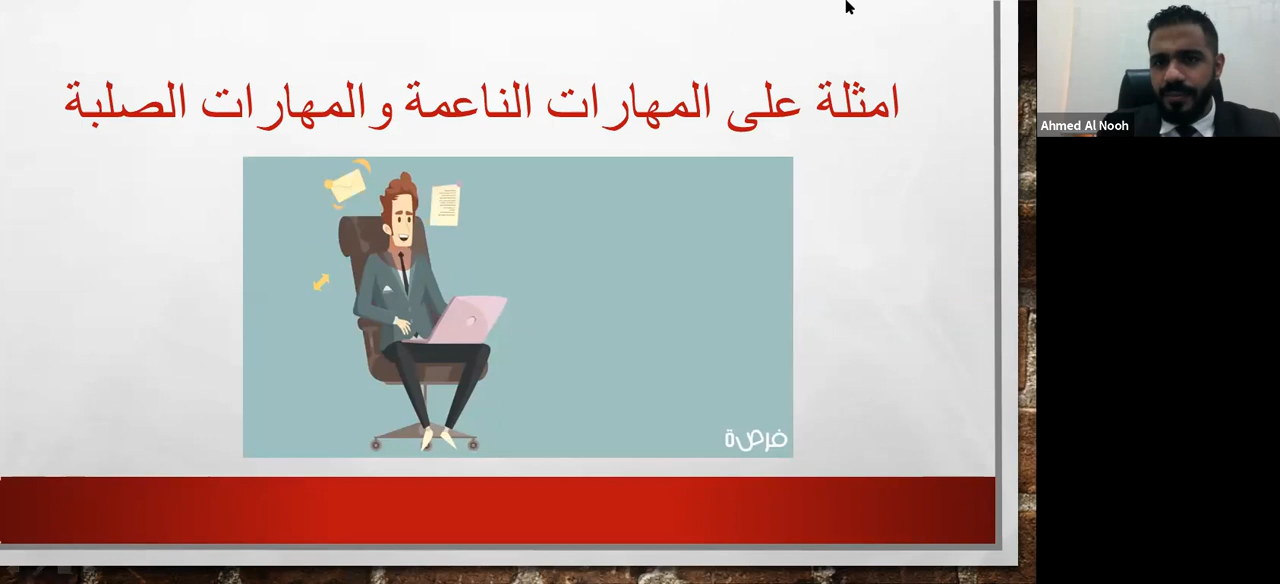 امثلة على المهارات الناعمة والمهارات الصلبة
Ahmed Al Nooh
فرصة